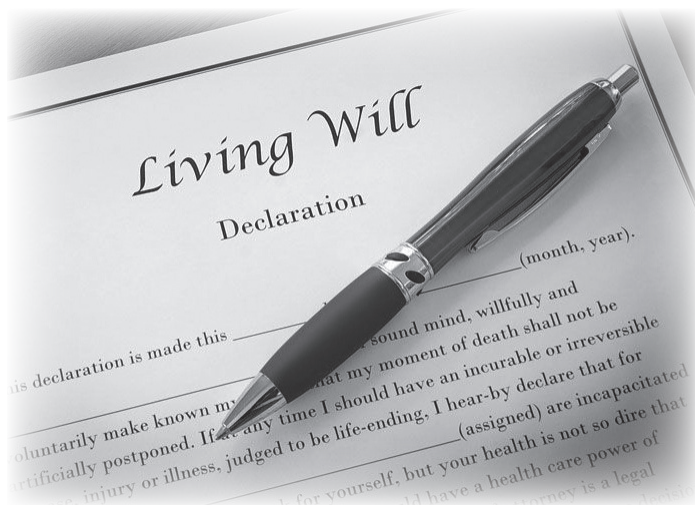 Living Will
Declaration
is declaration is made this (month, year).
sound mind, willfully and
oluntarily make known my at my moment of death shall not be
rtificially postponed. If at any time I should have an incurable or irreversible
injury or illness, judged to be life-ending, I hear-by declare that for
(assigned) are incapacitated
for yourself, but your health is not so dire that
have a health care power of
attorney is a legal
decision